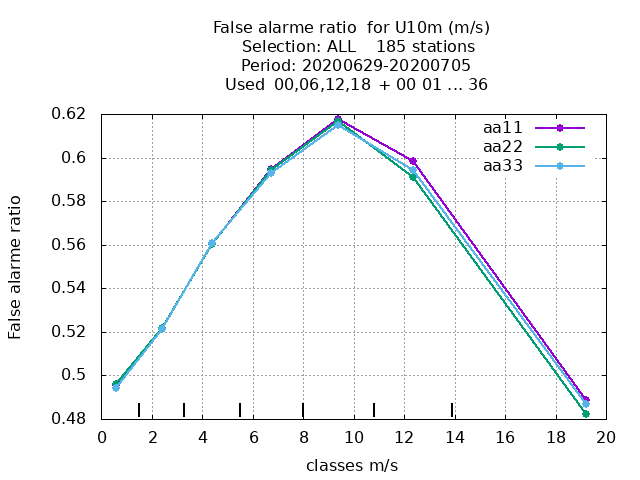 False alarme ratio  for U10m (m/s)
Selection: ALL    185 stations
Period: 20200629-20200705
Used  00,06,12,18  + 00 01 ... 36
0.62
0.6
0.58
0.56
0.54
0.52
0.5
0.48
False alarme ratio
aa11
aa22
aa33
0 2 4 6 8 10 12 14 16 18 20
classes m/s